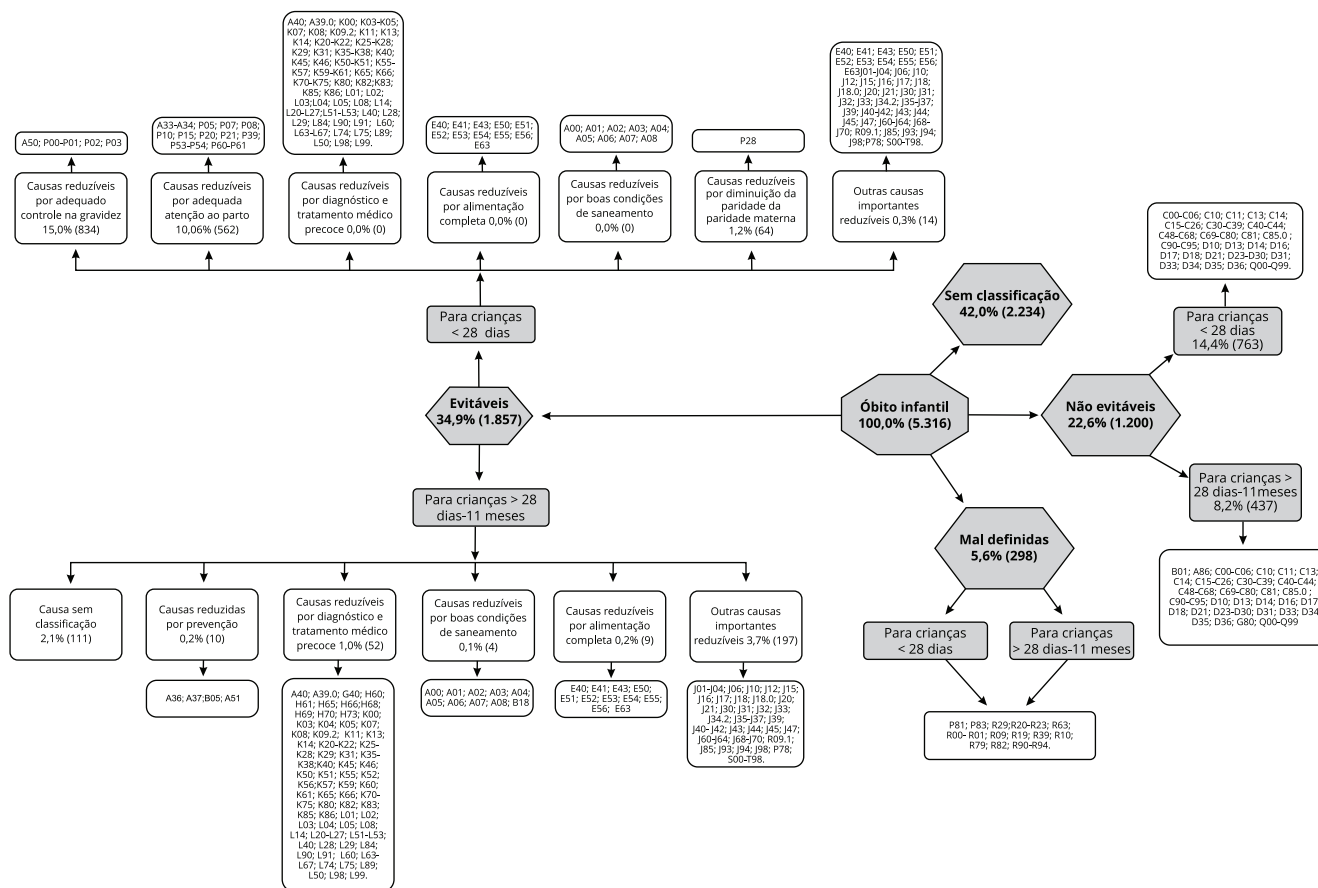 A50; P00-P01; P02; P03
A33-A34; P05; P07; P08;
P10; P15; P20; P21; P39;
P53-P54; P60-P61
A40; A39.0; K00; K03-K05;
K07; K08; K09.2; K11; K13;
K14; K20-K22; K25-K28;
K29; K31; K35-K38; K40;
K45; K46; K50-K51; K55-
K57; K59-K61; K65; K66;
K70-K75; K80; K82;K83;
K85; K86; L01; L02;
L03;L04; L05; L08; L14;
L20-L27;L51-L53; L40; L28;
L29; L84; L90; L91;  L60;
L63-L67; L74; L75; L89;
L50; L98; L99.
E40; E41; E43; E50; E51;
E52; E53; E54; E55; E56;
E63
A00; A01; A02; A03; A04;
A05; A06; A07; A08
P28
E40; E41; E43; E50; E51;
E52; E53; E54; E55; E56;
E63J01-J04; J06; J10;
J12; J15; J16; J17; J18;
J18.0; J20; J21; J30; J31;
J32; J33; J34.2; J35-J37;
J39; J40-J42; J43; J44;
J45; J47; J60-J64; J68-
J70; R09.1; J85; J93; J94;
J98;P78; S00-T98.
Causas reduzíveis
por adequado
controle na gravidez
15,0% (834)
Causas reduzíveis
por adequada
atenção ao parto
10,06% (562)
Causas reduzíveis
por diagnóstico e
tratamento médico
precoce 0,0% (0)
Causas reduzíveis
por alimentação
completa 0,0% (0)
Causas reduzíveis
por boas condições
de saneamento
0,0% (0)
Causas reduzíveis
por diminuição da
paridade da
paridade materna
1,2% (64)
Outras causas
importantes
reduzíveis 0,3% (14)
Para crianças
< 28  dias
Evitáveis
34,9% (1.857)
Para crianças > 28
dias-11 meses
Óbito infantil
100,0% (5.316)
Sem classificação
42,0% (2.234)
Não evitáveis
22,6% (1.200)
C00-C06; C10; C11; C13; C14;
C15-C26; C30-C39; C40-C44;
C48-C68; C69-C80; C81; C85.0 ;
C90-C95; D10; D13; D14; D16;
D17; D18; D21; D23-D30; D31;
D33; D34; D35; D36; Q00-Q99.
Para crianças
< 28 dias
14,4% (763)
Para crianças >
28 dias-11meses
8,2% (437)
B01; A86; C00-C06; C10; C11; C13;
C14; C15-C26; C30-C39; C40-C44;
C48-C68; C69-C80; C81; C85.0 ;
C90-C95; D10; D13; D14; D16; D17;
D18; D21; D23-D30; D31; D33; D34;
D35; D36; G80; Q00-Q99
Mal definidas
5,6% (298)
Para crianças
< 28 dias
Para crianças
> 28 dias-11 meses
P81; P83; R29;R20-R23; R63;
R00- R01; R09; R19; R39; R10;
R79; R82; R90-R94.
Causa sem
classificação
2,1% (111)
Causas reduzidas
por prevenção
0,2% (10)
Causas reduzíveis
por diagnóstico e
tratamento médico
precoce 1,0% (52)
Causas reduzíveis
por boas condições
de saneamento
0,1% (4)
Causas reduzíveis
por alimentação
completa 0,2% (9)
Outras causas
importantes
reduzíveis 3,7% (197)
A36; A37;B05; A51
A40; A39.0; G40; H60;
H61; H65; H66;H68;
H69; H70; H73; K00;
K03; K04; K05; K07;
K08; K09.2;  K11; K13;
K14; K20-K22; K25-
K28; K29; K31; K35-
K38;K40; K45; K46;
K50; K51; K55; K52;
K56;K57; K59; K60;
K61; K65; K66; K70-
K75; K80; K82; K83;
K85; K86; L01; L02;
L03; L04; L05; L08;
L14; L20-L27; L51-L53;
L40; L28; L29; L84;
L90; L91;  L60; L63-
L67; L74; L75; L89;
L50; L98; L99.
A00; A01; A02; A03; A04;
A05; A06; A07; A08; B18
E40; E41; E43; E50;
E51; E52; E53; E54; E55;
E56;  E63
J01-J04; J06; J10; J12; J15;
J16; J17; J18; J18.0; J20;
J21; J30; J31; J32; J33;
J34.2; J35-J37; J39;
J40- J42; J43; J44; J45; J47;
J60-J64; J68-J70; R09.1;
J85; J93; J94; J98; P78;
S00-T98.